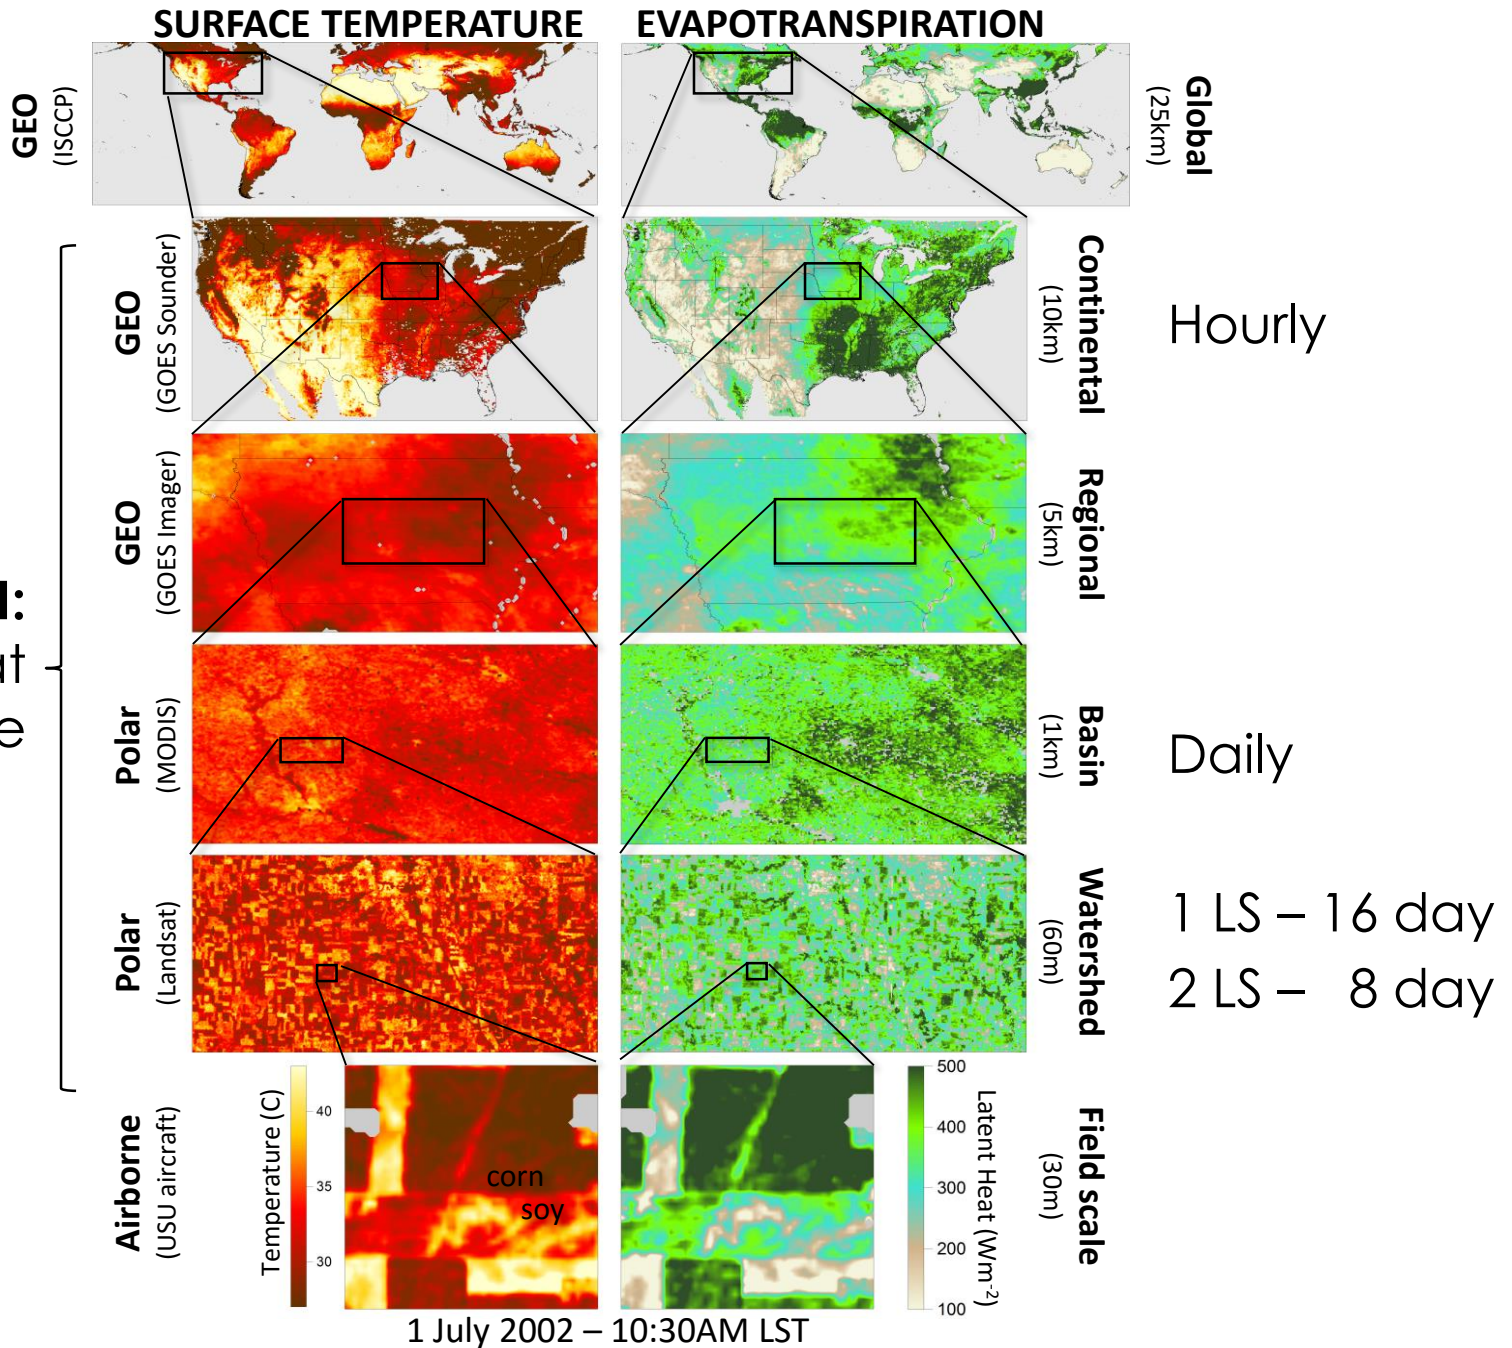 SURFACE TEMPERATURE
EVAPOTRANSPIRATION
GEO
(ISCCP)
Global
(25km)
GEO
(GOES Sounder)
Continental
(10km)
Hourly
GEO
(GOES Imager)
Regional
(5km)
Polar
(MODIS)
Basin
(1km)
Daily
Polar
(Landsat)
Watershed
(60m)
1 LS – 16 day
2 LS – 8 day
Airborne
(USU aircraft)
Temperature (C)
40
35
30
corn
soy
500
400
300
200
100
Latent Heat (Wm-2)
Field scale
(30m)
1 July 2002 – 10:30AM LST